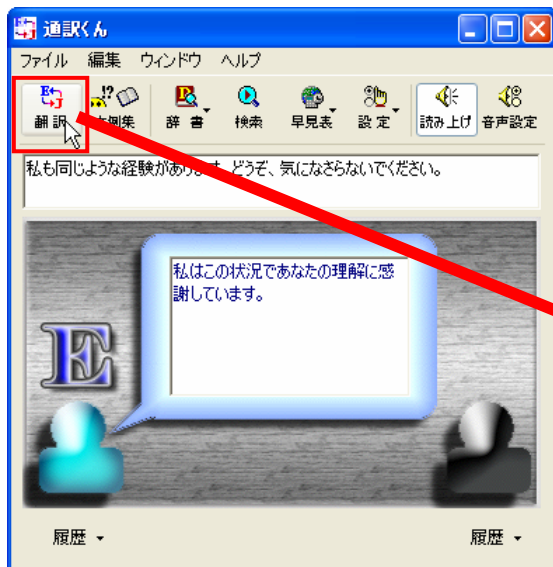 通訳くん
ファイル 編集 ウィンドウ ヘルプ
翻訳 文例集 辞書 検索 早見表 設定 読み上げ 音声設定
私も同じような経験があります。どうぞ、気になさらないでください。
私はこの状況であなたの理解に感
謝しています。
E
履歴 履歴